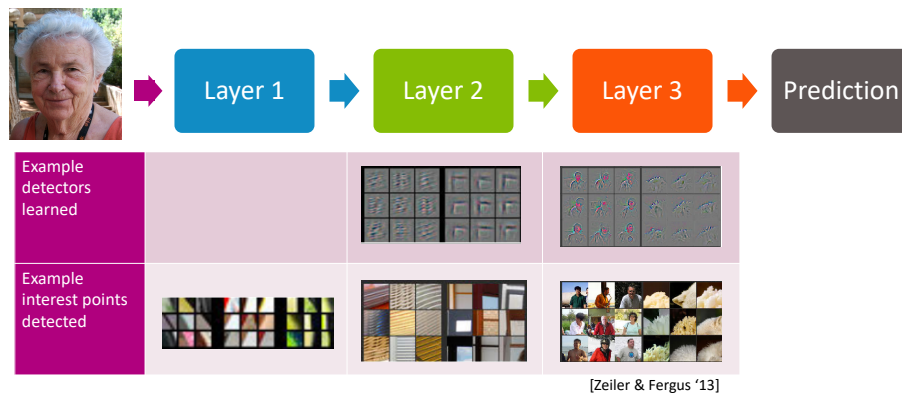 Layer 1
Layer 2
Layer 3
Prediction
Example
detectors
learned
Example
interest points
detected
[Zeiler & Fergus ‘13]